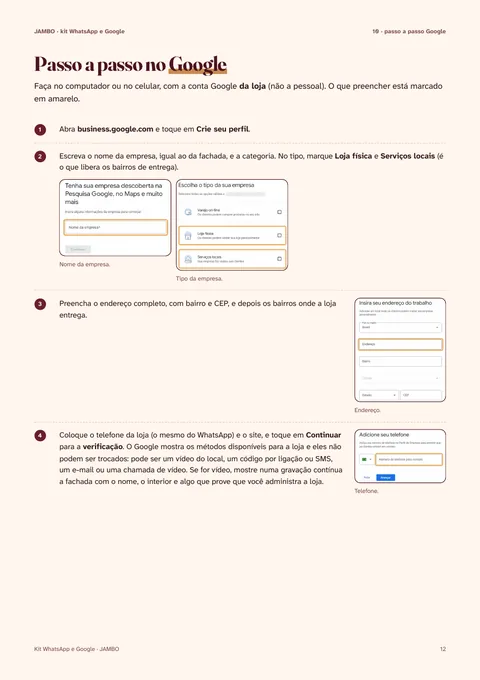 JAMBO · kit WhatsApp e Google
10 · passo a passo Google
Passo a passo no Google
Faça no computador ou no celular, com a conta Google da loja (não a pessoal). O que preencher está marcado
em amarelo.
1
Abra business.google.com e toque em Crie seu perfil.
2
Escreva o nome da empresa, igual ao da fachada, e a categoria. No tipo, marque Loja física e Serviços locais (é
o que libera os bairros de entrega).
Tenha sua empresa descoberta na
Pesquisa Google, no Maps e muito
mais
Nome da empresa*
Nome da empresa.
Escolha o tipo da sua empresa
Varejo on-line
Loja física
Serviços locais
Tipo da empresa.
3
Preencha o endereço completo, com bairro e CEP, e depois os bairros onde a loja
entrega.
Insira seu endereço do trabalho
Brasil
Endereço
Bairro
Cidade
Estado
CEP
Endereço.
4
Coloque o telefone da loja (o mesmo do WhatsApp) e o site, e toque em Continuar
para a verificação. O Google mostra os métodos disponíveis para a loja e eles não
podem ser trocados: pode ser um vídeo do local, um código por ligação ou SMS,
um e-mail ou uma chamada de vídeo. Se for vídeo, mostre numa gravação contínua
a fachada com o nome, o interior e algo que prove que você administra a loja.
Adicione seu telefone
Telefone.
Kit WhatsApp e Google · JAMBO
12